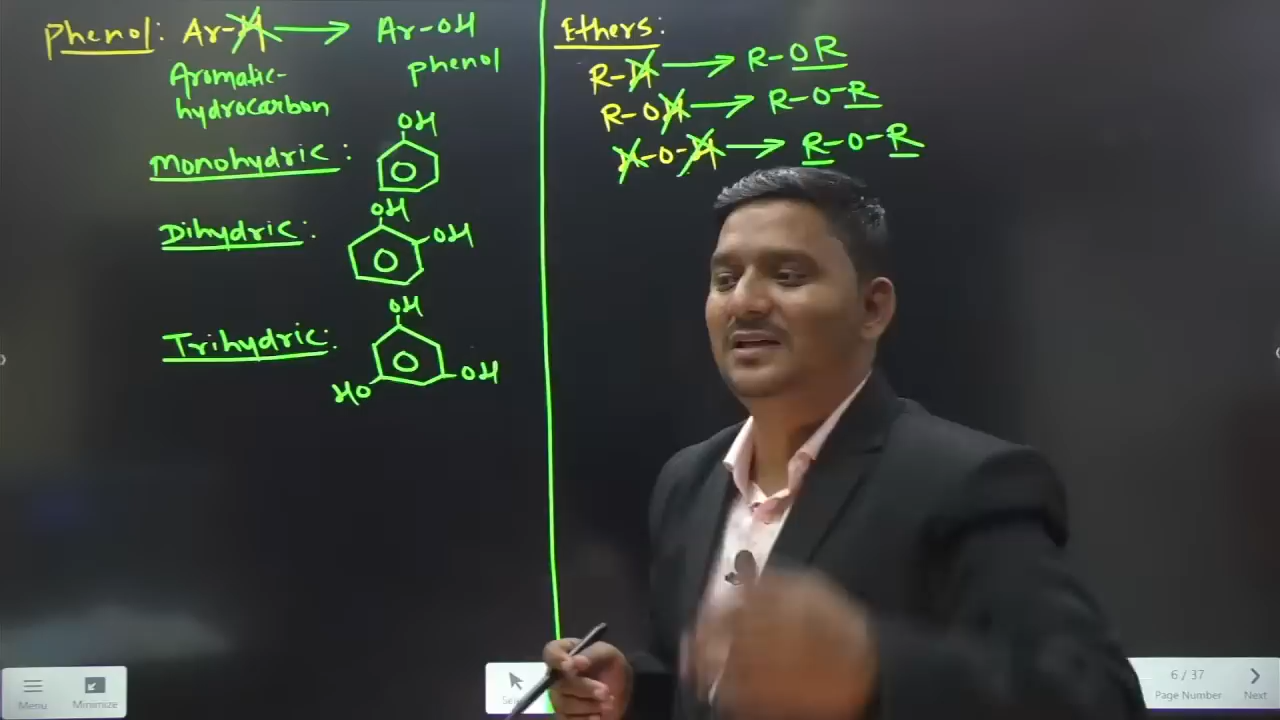 Phenol: Ar-H → Ar-OH
Aromatic-
hydrocarbon
phenol
Monohydric:
OH
Dihydric:
OH
OH
Trihydric:
OH
HO
OH
Ethers:
R-H → R-OR
R-OH → R-O-R
H-O-H → R-O-R
Menu
Minimize
6 / 37
Page Number
Next